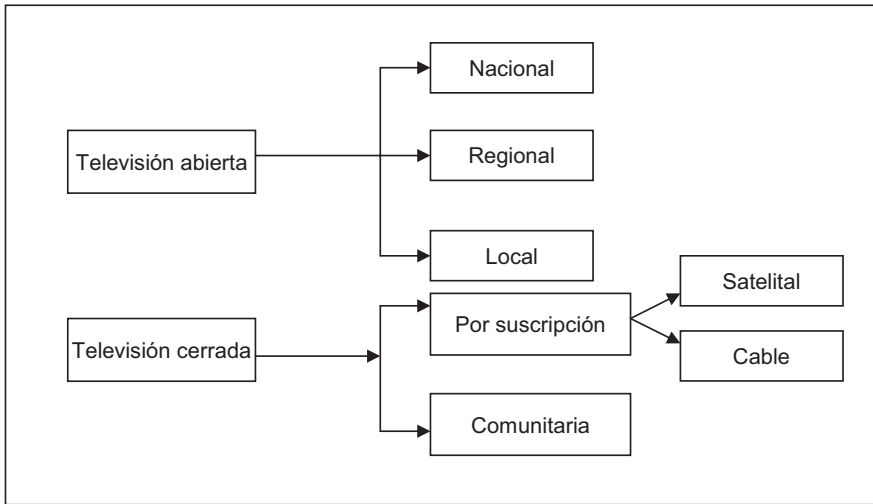 Nacional
Televisión abierta
Regional
Local
Televisión cerrada
Por suscripción
Satelital
Cable
Comunitaria